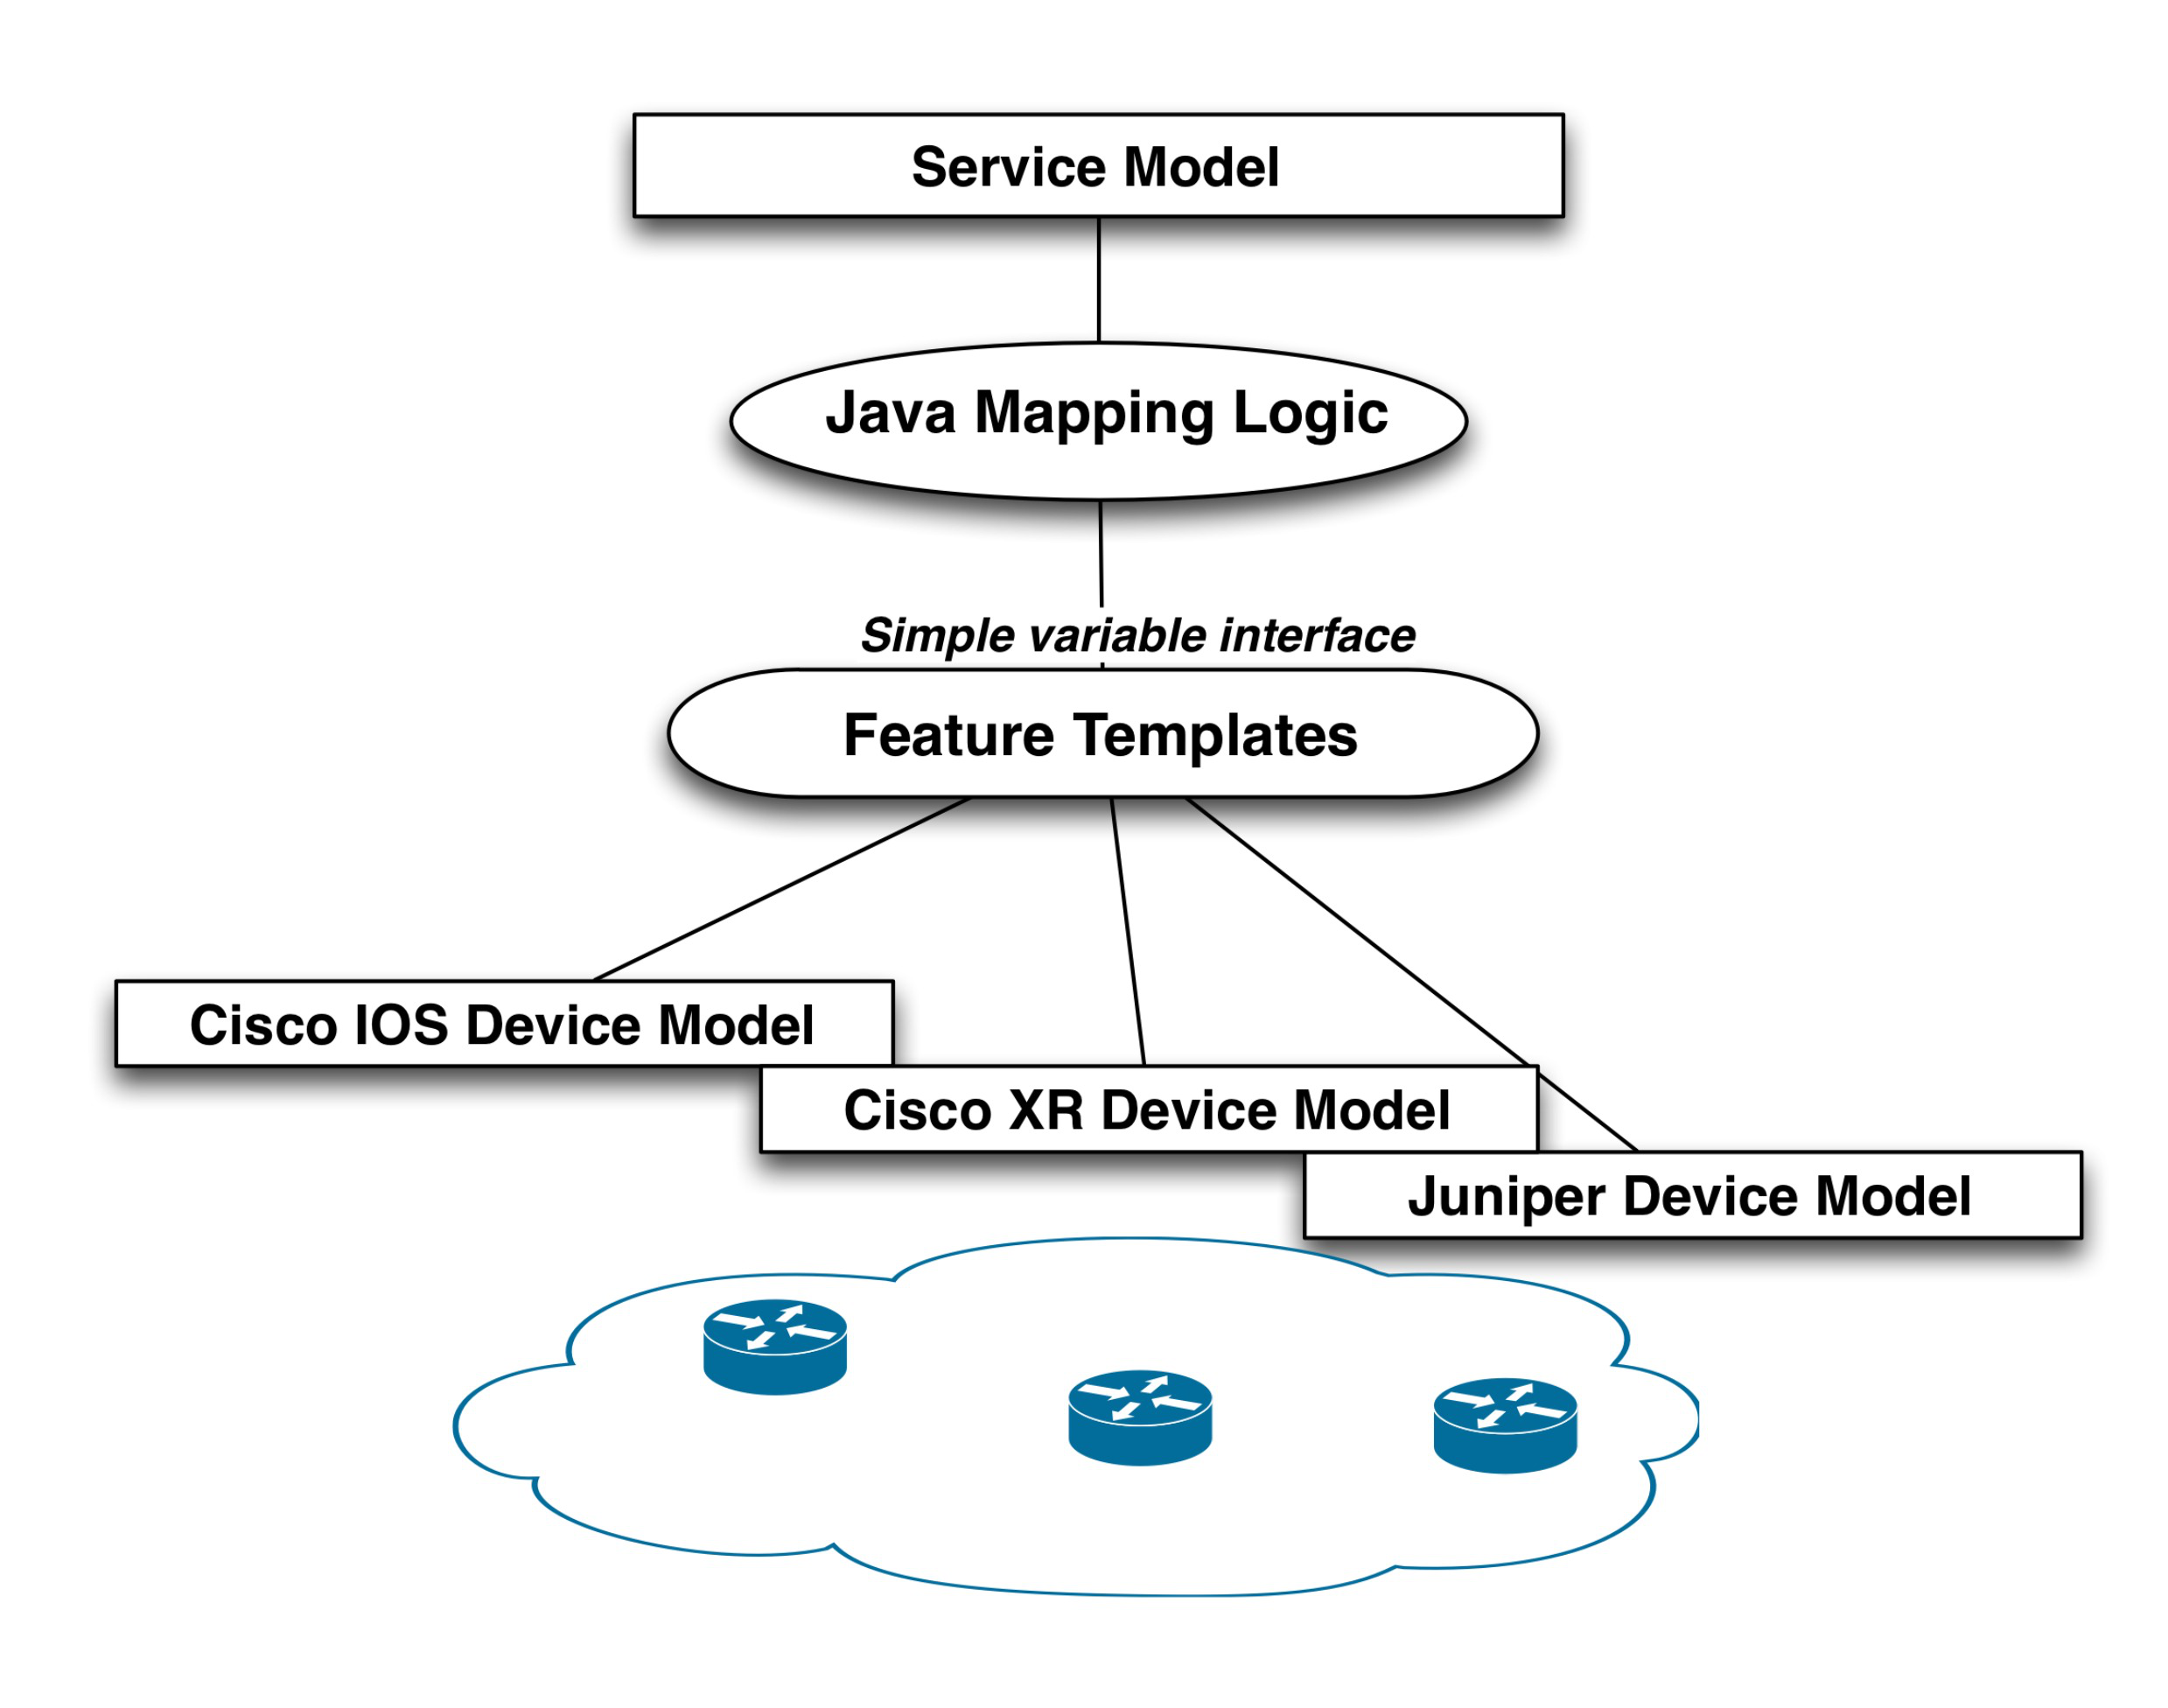 Service Model
Java Mapping Logic
Simple variable interface
Feature Templates
Cisco IOS Device Model
Cisco XR Device Model
Juniper Device Model